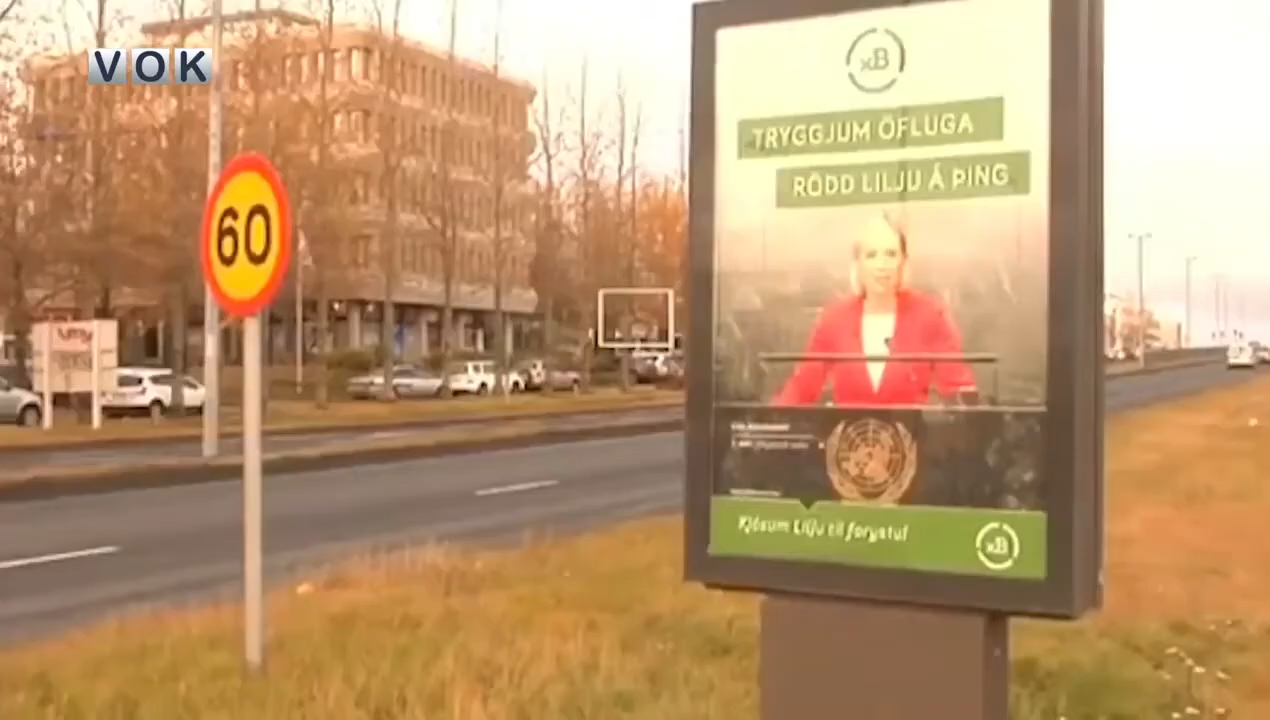 VOK
60
xB
TRYGGJUM ÖFLUGA
RÖDD LILJU Á ÞING
Kjósum Lilju til forystu!
xB